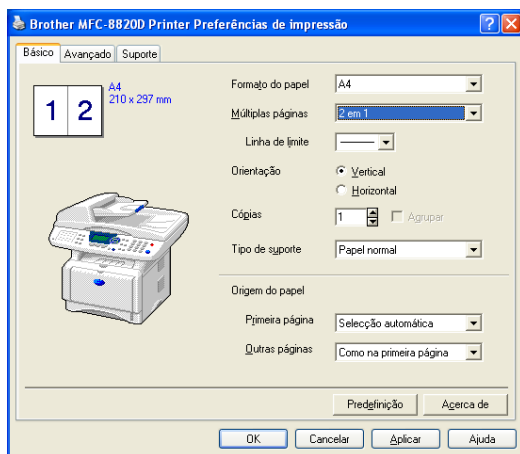 Brother MFC-8820D Printer Preferências de impressão
Básico Avançado Suporte
1 2
A4
210 x 297 mm
Formato do papel A4
Múltiplas páginas 2 em 1
Linha de limite
Orientação Vertical
Horizontal
Cópias 1 Agrupar
Tipo de suporte Papel normal
Origem do papel
Primeira página Selecção automática
Outras páginas Como na primeira página
Predefinição Acerca de
OK Cancelar Aplicar Ajuda